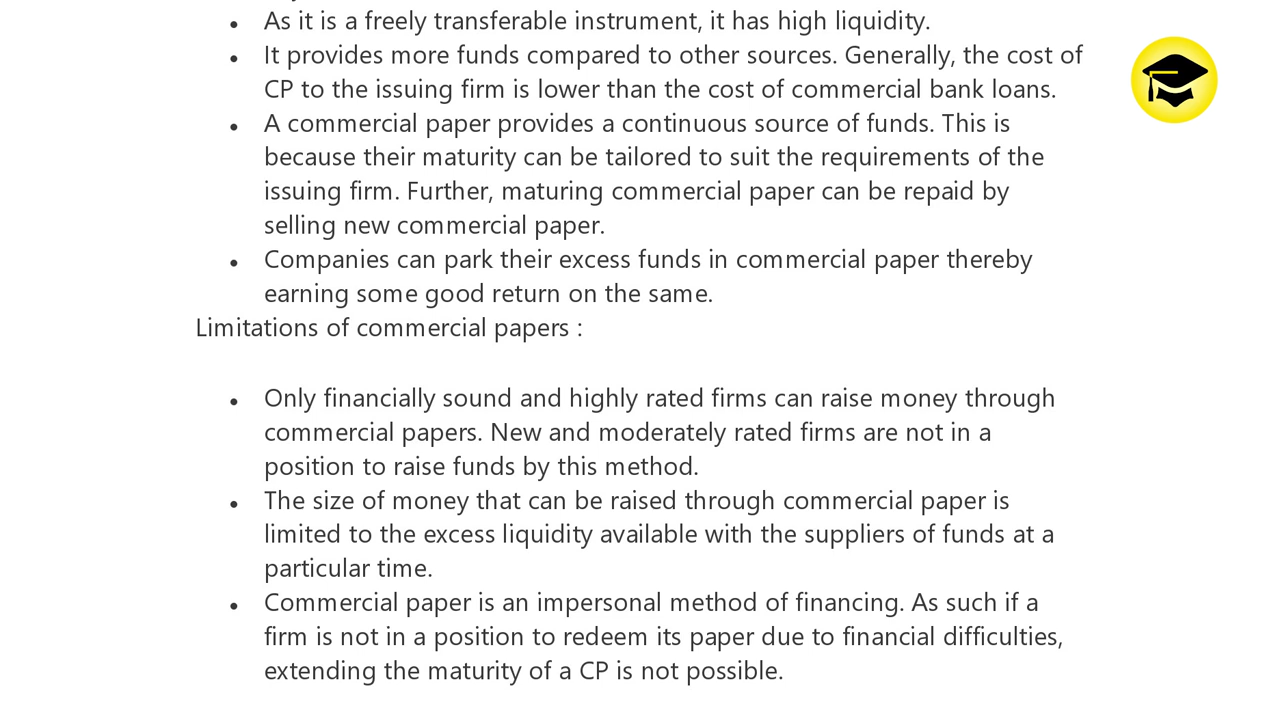 As it is a freely transferable instrument, it has high liquidity.
It provides more funds compared to other sources. Generally, the cost of
CP to the issuing firm is lower than the cost of commercial bank loans.
A commercial paper provides a continuous source of funds. This is
because their maturity can be tailored to suit the requirements of the
issuing firm. Further, maturing commercial paper can be repaid by
selling new commercial paper.
Companies can park their excess funds in commercial paper thereby
earning some good return on the same.
Limitations of commercial papers :
Only financially sound and highly rated firms can raise money through
commercial papers. New and moderately rated firms are not in a
position to raise funds by this method.
The size of money that can be raised through commercial paper is
limited to the excess liquidity available with the suppliers of funds at a
particular time.
Commercial paper is an impersonal method of financing. As such if a
firm is not in a position to redeem its paper due to financial difficulties,
extending the maturity of a CP is not possible.